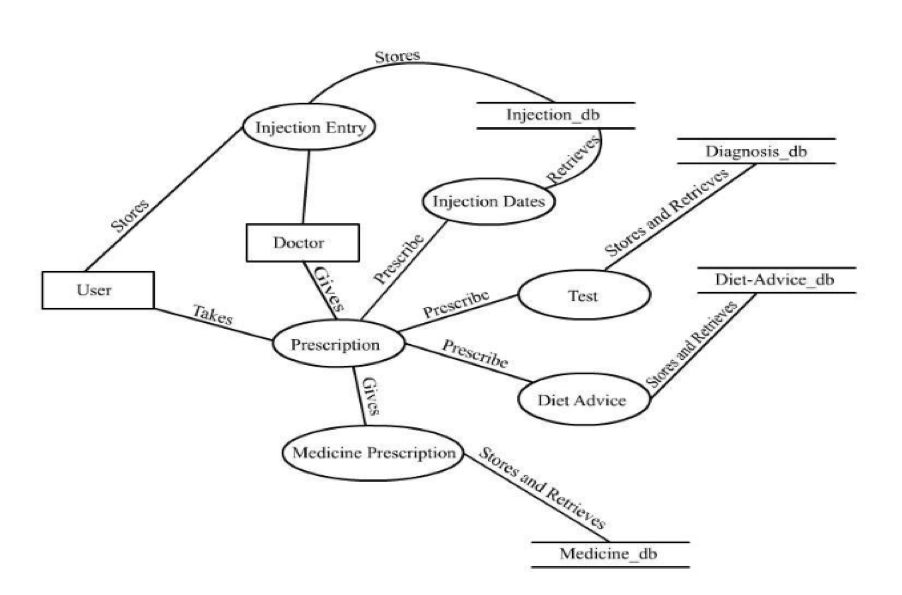 Stores
Injection Entry
Injection_db
Retrieves
Diagnosis_db
Injection Dates
Stores
Stores and Retrieves
Doctor
Prescribe
User
Gives
Diet-Advice_db
Prescribe
Test
Takes
Prescription
Prescribe
Stores and Retrieves
Gives
Diet Advice
Medicine Prescription
Stores and Retrieves
Medicine_db